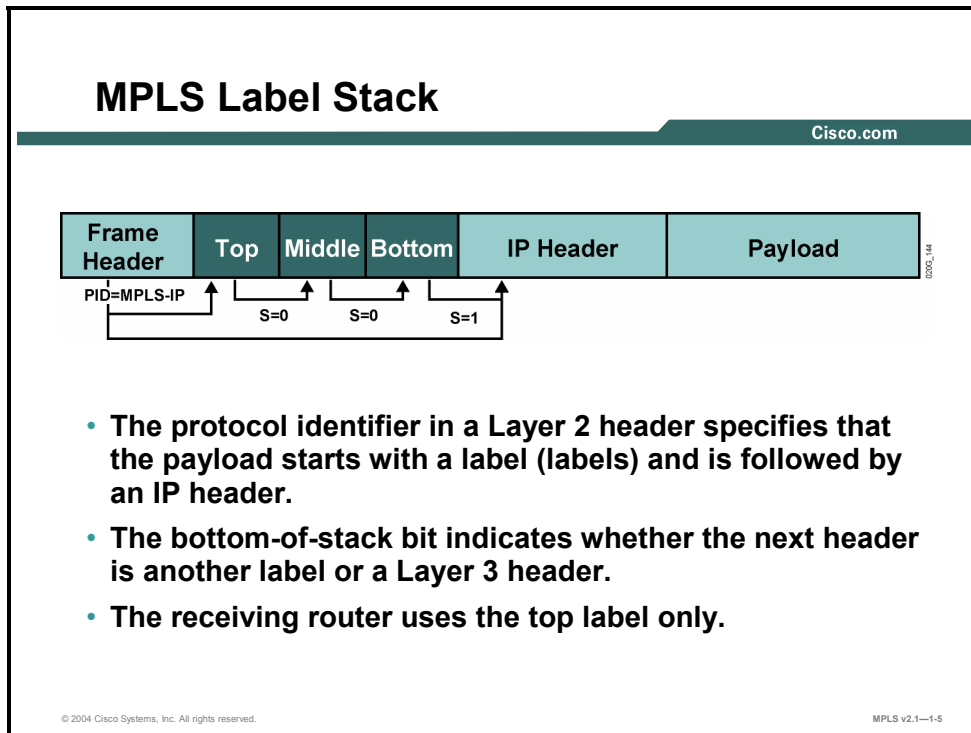 MPLS Label Stack
Cisco.com
Frame
Header
Top
Middle
Bottom
IP Header
Payload
020G_144
PID=MPLS-IP
S=0
S=0
S=1
• The protocol identifier in a Layer 2 header specifies that
the payload starts with a label (labels) and is followed by
an IP header.
• The bottom-of-stack bit indicates whether the next header
is another label or a Layer 3 header.
• The receiving router uses the top label only.
© 2004 Cisco Systems, Inc. All rights reserved.
MPLS v2.1—1-5